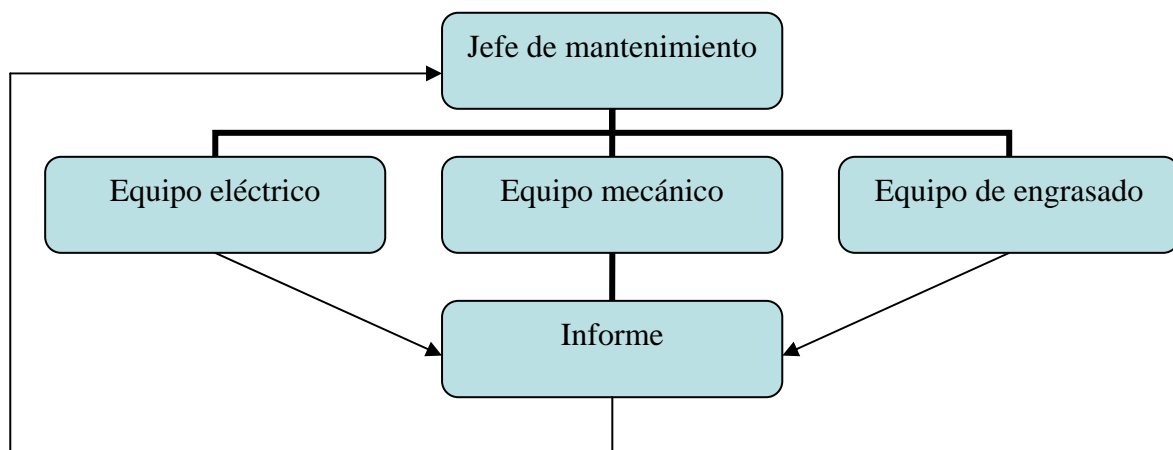 Jefe de mantenimiento
Equipo eléctrico
Equipo mecánico
Equipo de engrasado
Informe